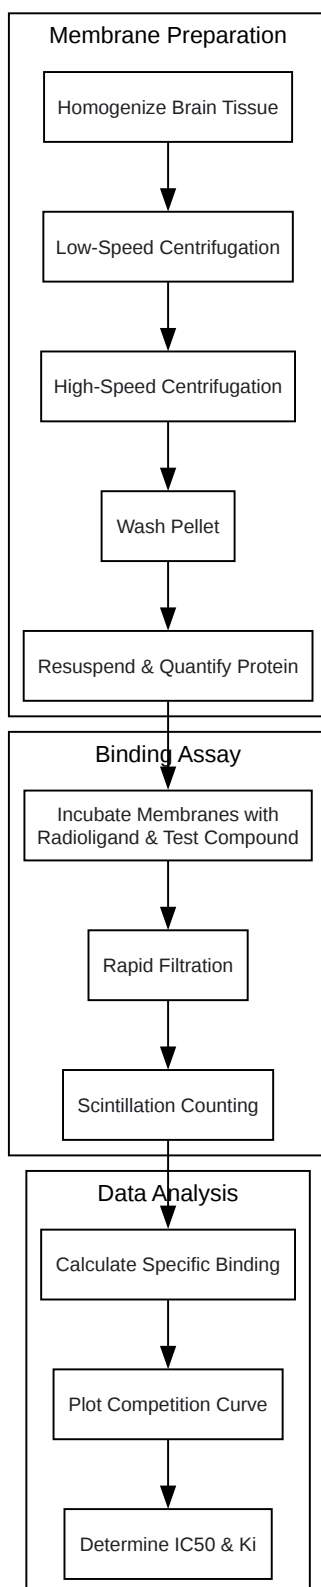 Membrane Preparation
Homogenize Brain Tissue
Low-Speed Centrifugation
High-Speed Centrifugation
Wash Pellet
Resuspend & Quantify Protein
Binding Assay
Incubate Membranes with
Radioligand & Test Compound
Rapid Filtration
Scintillation Counting
Data Analysis
Calculate Specific Binding
Plot Competition Curve
Determine IC50 & Ki